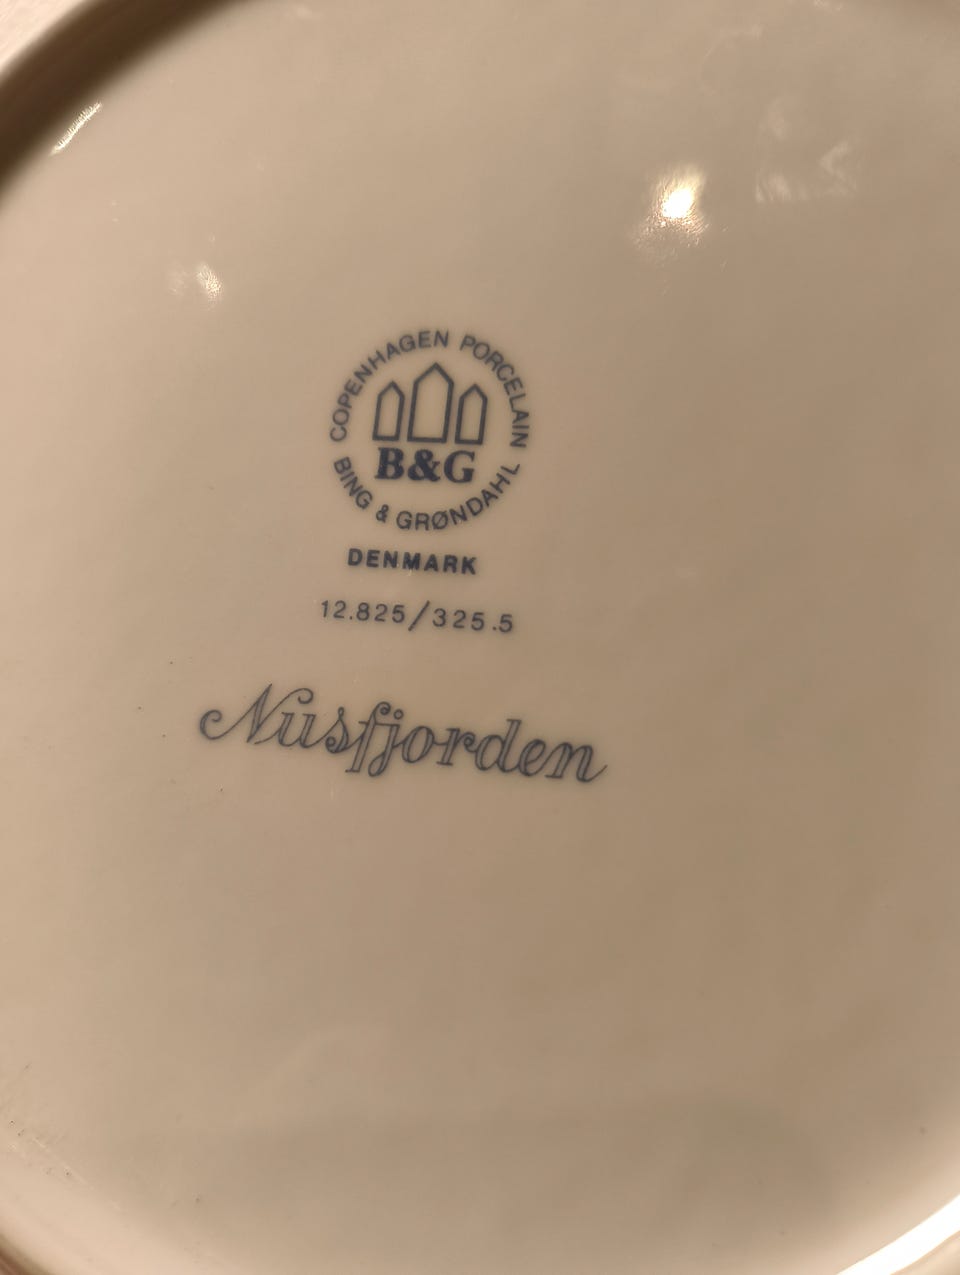 COPENHAGEN PORCELAIN
B&G
BING & GRØNDAHL
DENMARK
12.825/325.5
Nusfjorden